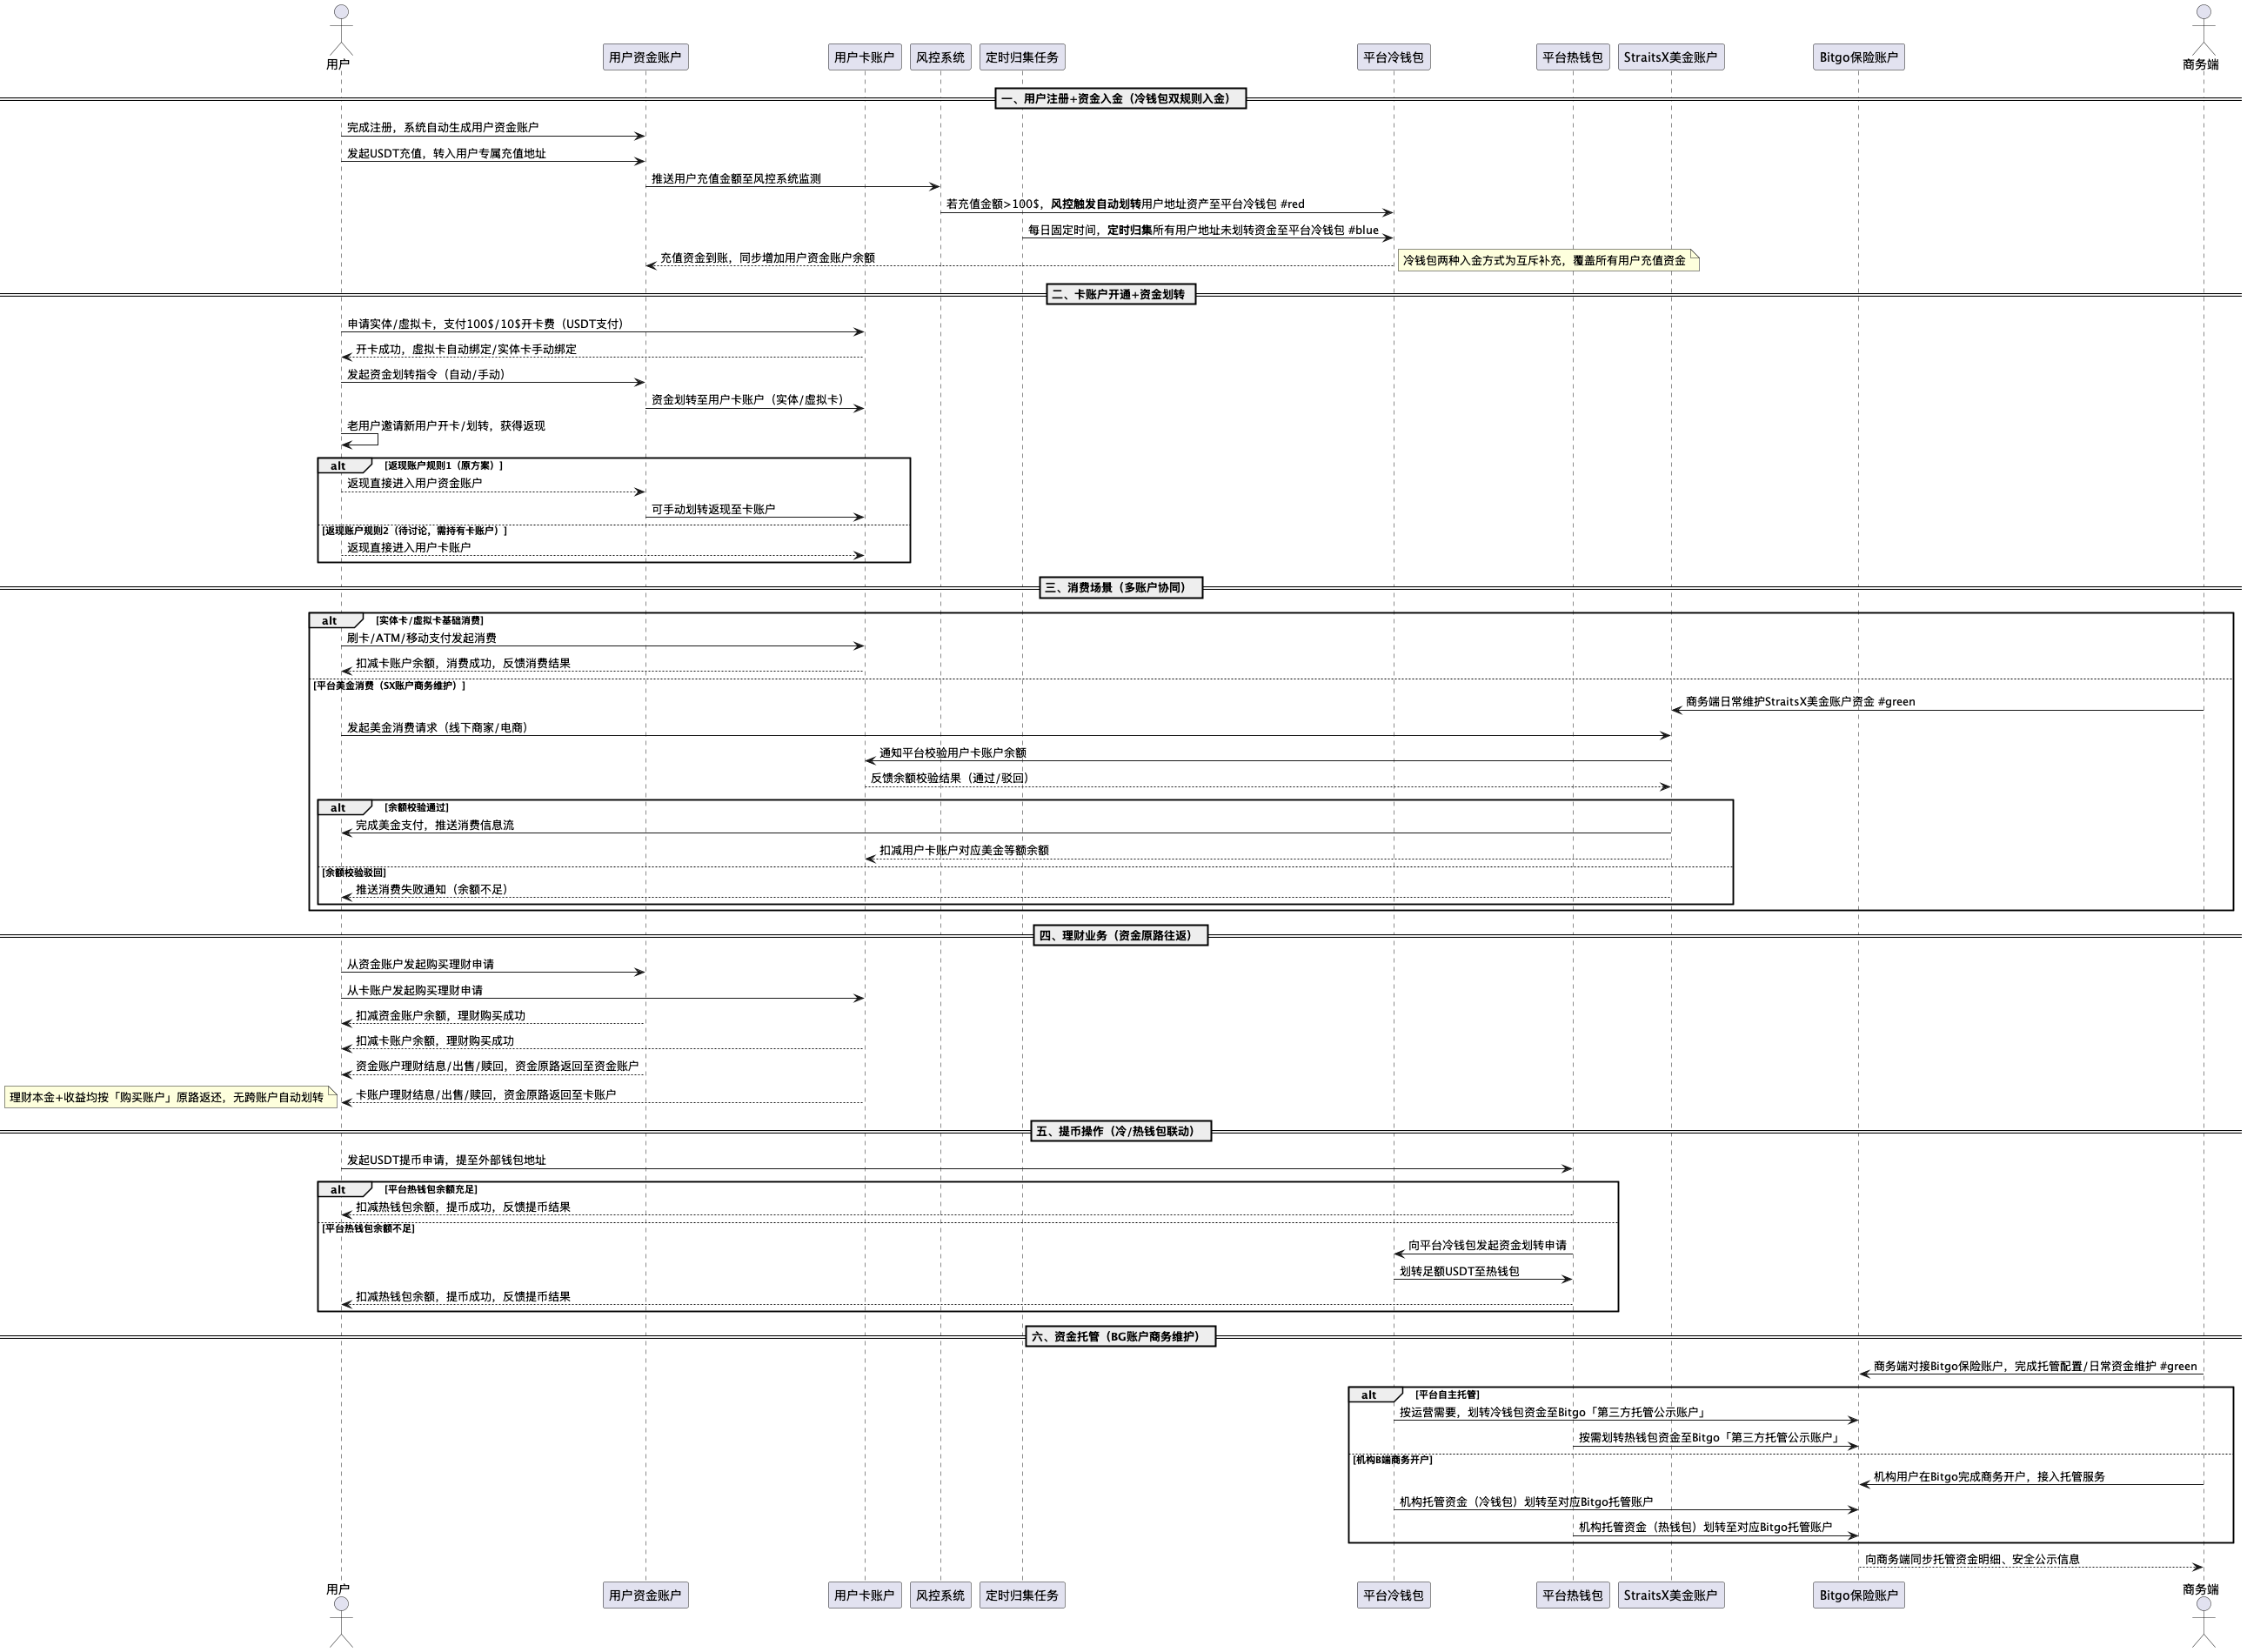 用户
用户资金账户
用户卡账户
风控系统
定时归集任务
平台冷钱包
平台热钱包
StraitsX美金账户
Bitgo保险账户
商务端
一、用户注册+资金入金（冷钱包双规则入金）
完成注册，系统自动生成用户资金账户
发起USDT充值，转入用户专属充值地址
推送用户充值金额至风控系统监测
若充值金额>100$，风控触发自动划转用户地址资产至平台冷钱包 #red
每日固定时间，定时归集所有用户地址未划转资金至平台冷钱包 #blue
充值资金到账，同步增加用户资金账户余额
冷钱包两种入金方式为互斥补充，覆盖所有用户充值资金
二、卡账户开通+资金划转
申请实体/虚拟卡，支付100$/10$开卡费（USDT支付）
开卡成功，虚拟卡自动绑定/实体卡手动绑定
发起资金划转指令（自动/手动）
资金划转至用户卡账户（实体/虚拟卡）
老用户邀请新用户开卡/划转，获得返现
alt [返现账户规则1（原方案）]
返现直接进入用户资金账户
可手动划转返现至卡账户
[返现账户规则2（待讨论，需持有卡账户）]
返现直接进入用户卡账户
三、消费场景（多账户协同）
alt [实体卡/虚拟卡基础消费]
刷卡/ATM/移动支付发起消费
扣减卡账户余额，消费成功，反馈消费结果
[平台美金消费（SX账户商务维护）]
商务端日常维护StraitsX美金账户资金 #green
发起美金消费请求（线下商家/电商）
通知平台校验用户卡账户余额
反馈余额校验结果（通过/驳回）
alt [余额校验通过]
完成美金支付，推送消费信息流
扣减用户卡账户对应美金等额余额
[余额校验驳回]
推送消费失败通知（余额不足）
四、理财业务（资金原路往返）
从资金账户发起购买理财申请
从卡账户发起购买理财申请
扣减资金账户余额，理财购买成功
扣减卡账户余额，理财购买成功
资金账户理财结息/出售/赎回，资金原路返回至资金账户
理财本金+收益均按「购买账户」原路返还，无跨账户自动划转
卡账户理财结息/出售/赎回，资金原路返回至卡账户
五、提币操作（冷/热钱包联动）
发起USDT提币申请，提至外部钱包地址
alt [平台热钱包余额充足]
扣减热钱包余额，提币成功，反馈提币结果
[平台热钱包余额不足]
向平台冷钱包发起资金划转申请
划转足额USDT至热钱包
扣减热钱包余额，提币成功，反馈提币结果
六、资金托管（BG账户商务维护）
商务端对接Bitgo保险账户，完成托管配置/日常资金维护 #green
alt [平台自主托管]
按运营需要，划转冷钱包资金至Bitgo「第三方托管公示账户」
按需划转热钱包资金至Bitgo「第三方托管公示账户」
[机构B端商务开户]
机构用户在Bitgo完成商务开户，接入托管服务
机构托管资金（冷钱包）划转至对应Bitgo托管账户
机构托管资金（热钱包）划转至对应Bitgo托管账户
向商务端同步托管资金明细、安全公示信息
用户
用户资金账户
用户卡账户
风控系统
定时归集任务
平台冷钱包
平台热钱包
StraitsX美金账户
Bitgo保险账户
商务端